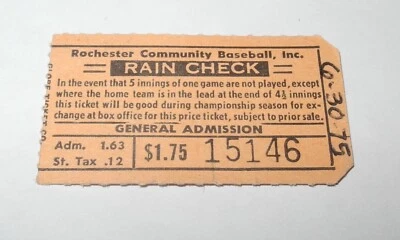 Rochester Community Baseball, Inc.
RAIN CHECK
In the event that 5 innings of one game are not played, except
where the home team is in the lead at the end of 4½ innings
this ticket will be good during championship season for ex-
change at box office for this price ticket, subject to prior sale.
GENERAL ADMISSION
Adm. 1.63
St. Tax .12
$1.75
15146
GLOBE TICKET CO.
6-30-75